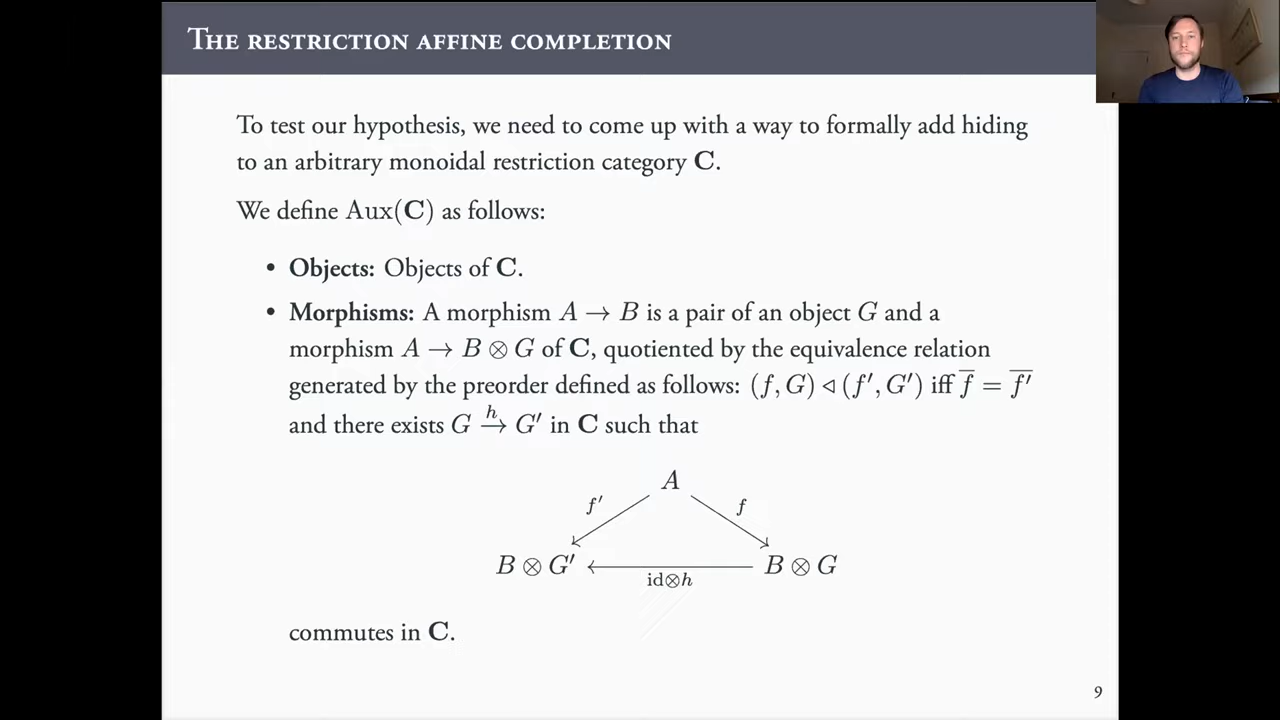 The restriction affine completion
To test our hypothesis, we need to come up with a way to formally add hiding
to an arbitrary monoidal restriction category C.
We define Aux(C) as follows:
• Objects: Objects of C.
• Morphisms: A morphism A → B is a pair of an object G and a
morphism A → B ⊗ G of C, quotiented by the equivalence relation
generated by the preorder defined as follows: (f, G) ◁ (f′, G′) iff f̅ = f̅′̅
and there exists G →ʰ G′ in C such that
A
f′ f
B ⊗ G′ B ⊗ G
id⊗h
commutes in C.
9